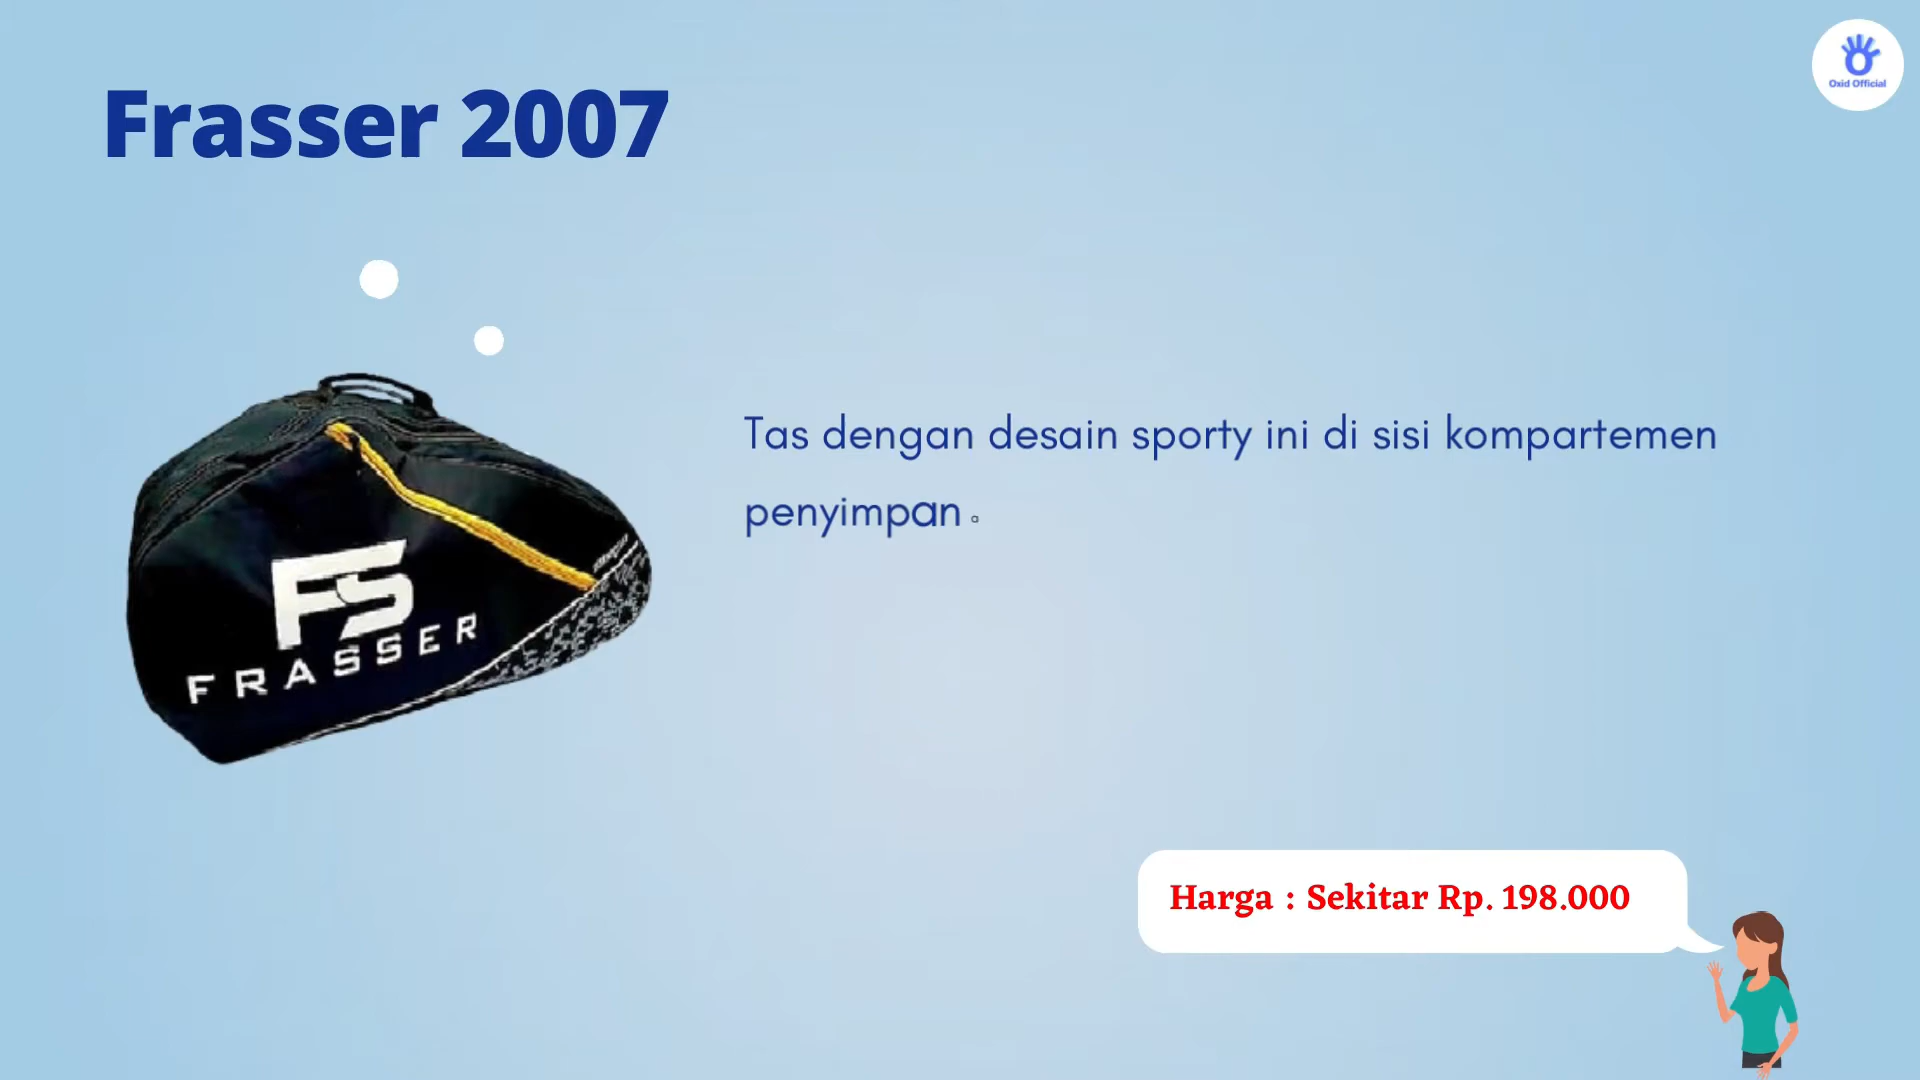 Frasser 2007
Oxid Official
Tas dengan desain sporty ini di sisi kompartemen
penyimpan
FS
FRASSER
Harga : Sekitar Rp. 198.000